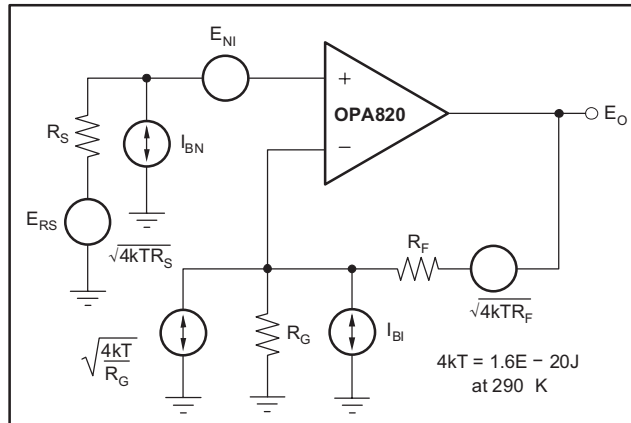 E_NI
OPA820
+
−
E_O
R_S
I_BN
E_RS
√4kTR_S
R_F
√4kTR_F
√(4kT/R_G)
R_G
I_BI
4kT = 1.6E − 20J
at 290 K